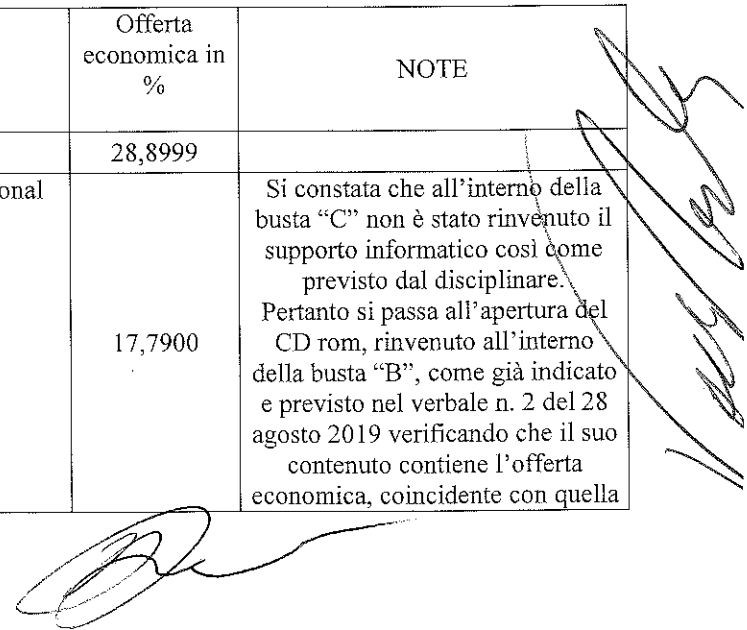 Offerta
economica in
%
NOTE
28,8999
onal
17,7900
Si constata che all'interno della
busta “C” non è stato rinvenuto il
supporto informatico così come
previsto dal disciplinare.
Pertanto si passa all'apertura del
CD rom, rinvenuto all'interno
della busta “B”, come già indicato
e previsto nel verbale n. 2 del 28
agosto 2019 verificando che il suo
contenuto contiene l'offerta
economica, coincidente con quella